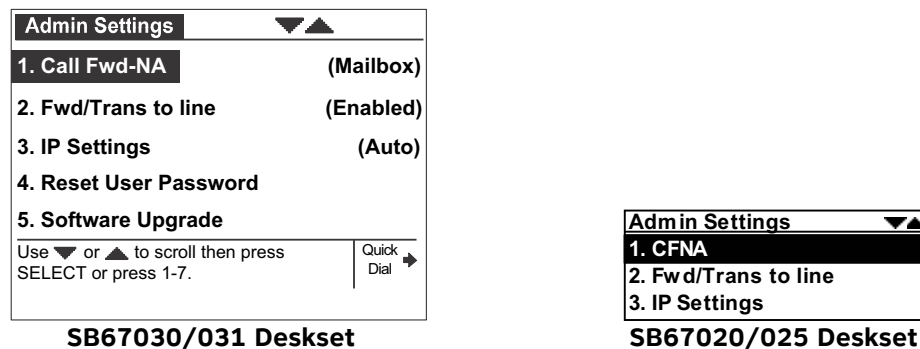 Admin Settings
1. Call Fwd-NA (Mailbox)
2. Fwd/Trans to line (Enabled)
3. IP Settings (Auto)
4. Reset User Password
5. Software Upgrade
Use ▼ or ▲ to scroll then press
SELECT or press 1-7.
Quick
Dial
SB67030/031 Deskset
Admin Settings
1. CFNA
2. Fwd/Trans to line
3. IP Settings
SB67020/025 Deskset